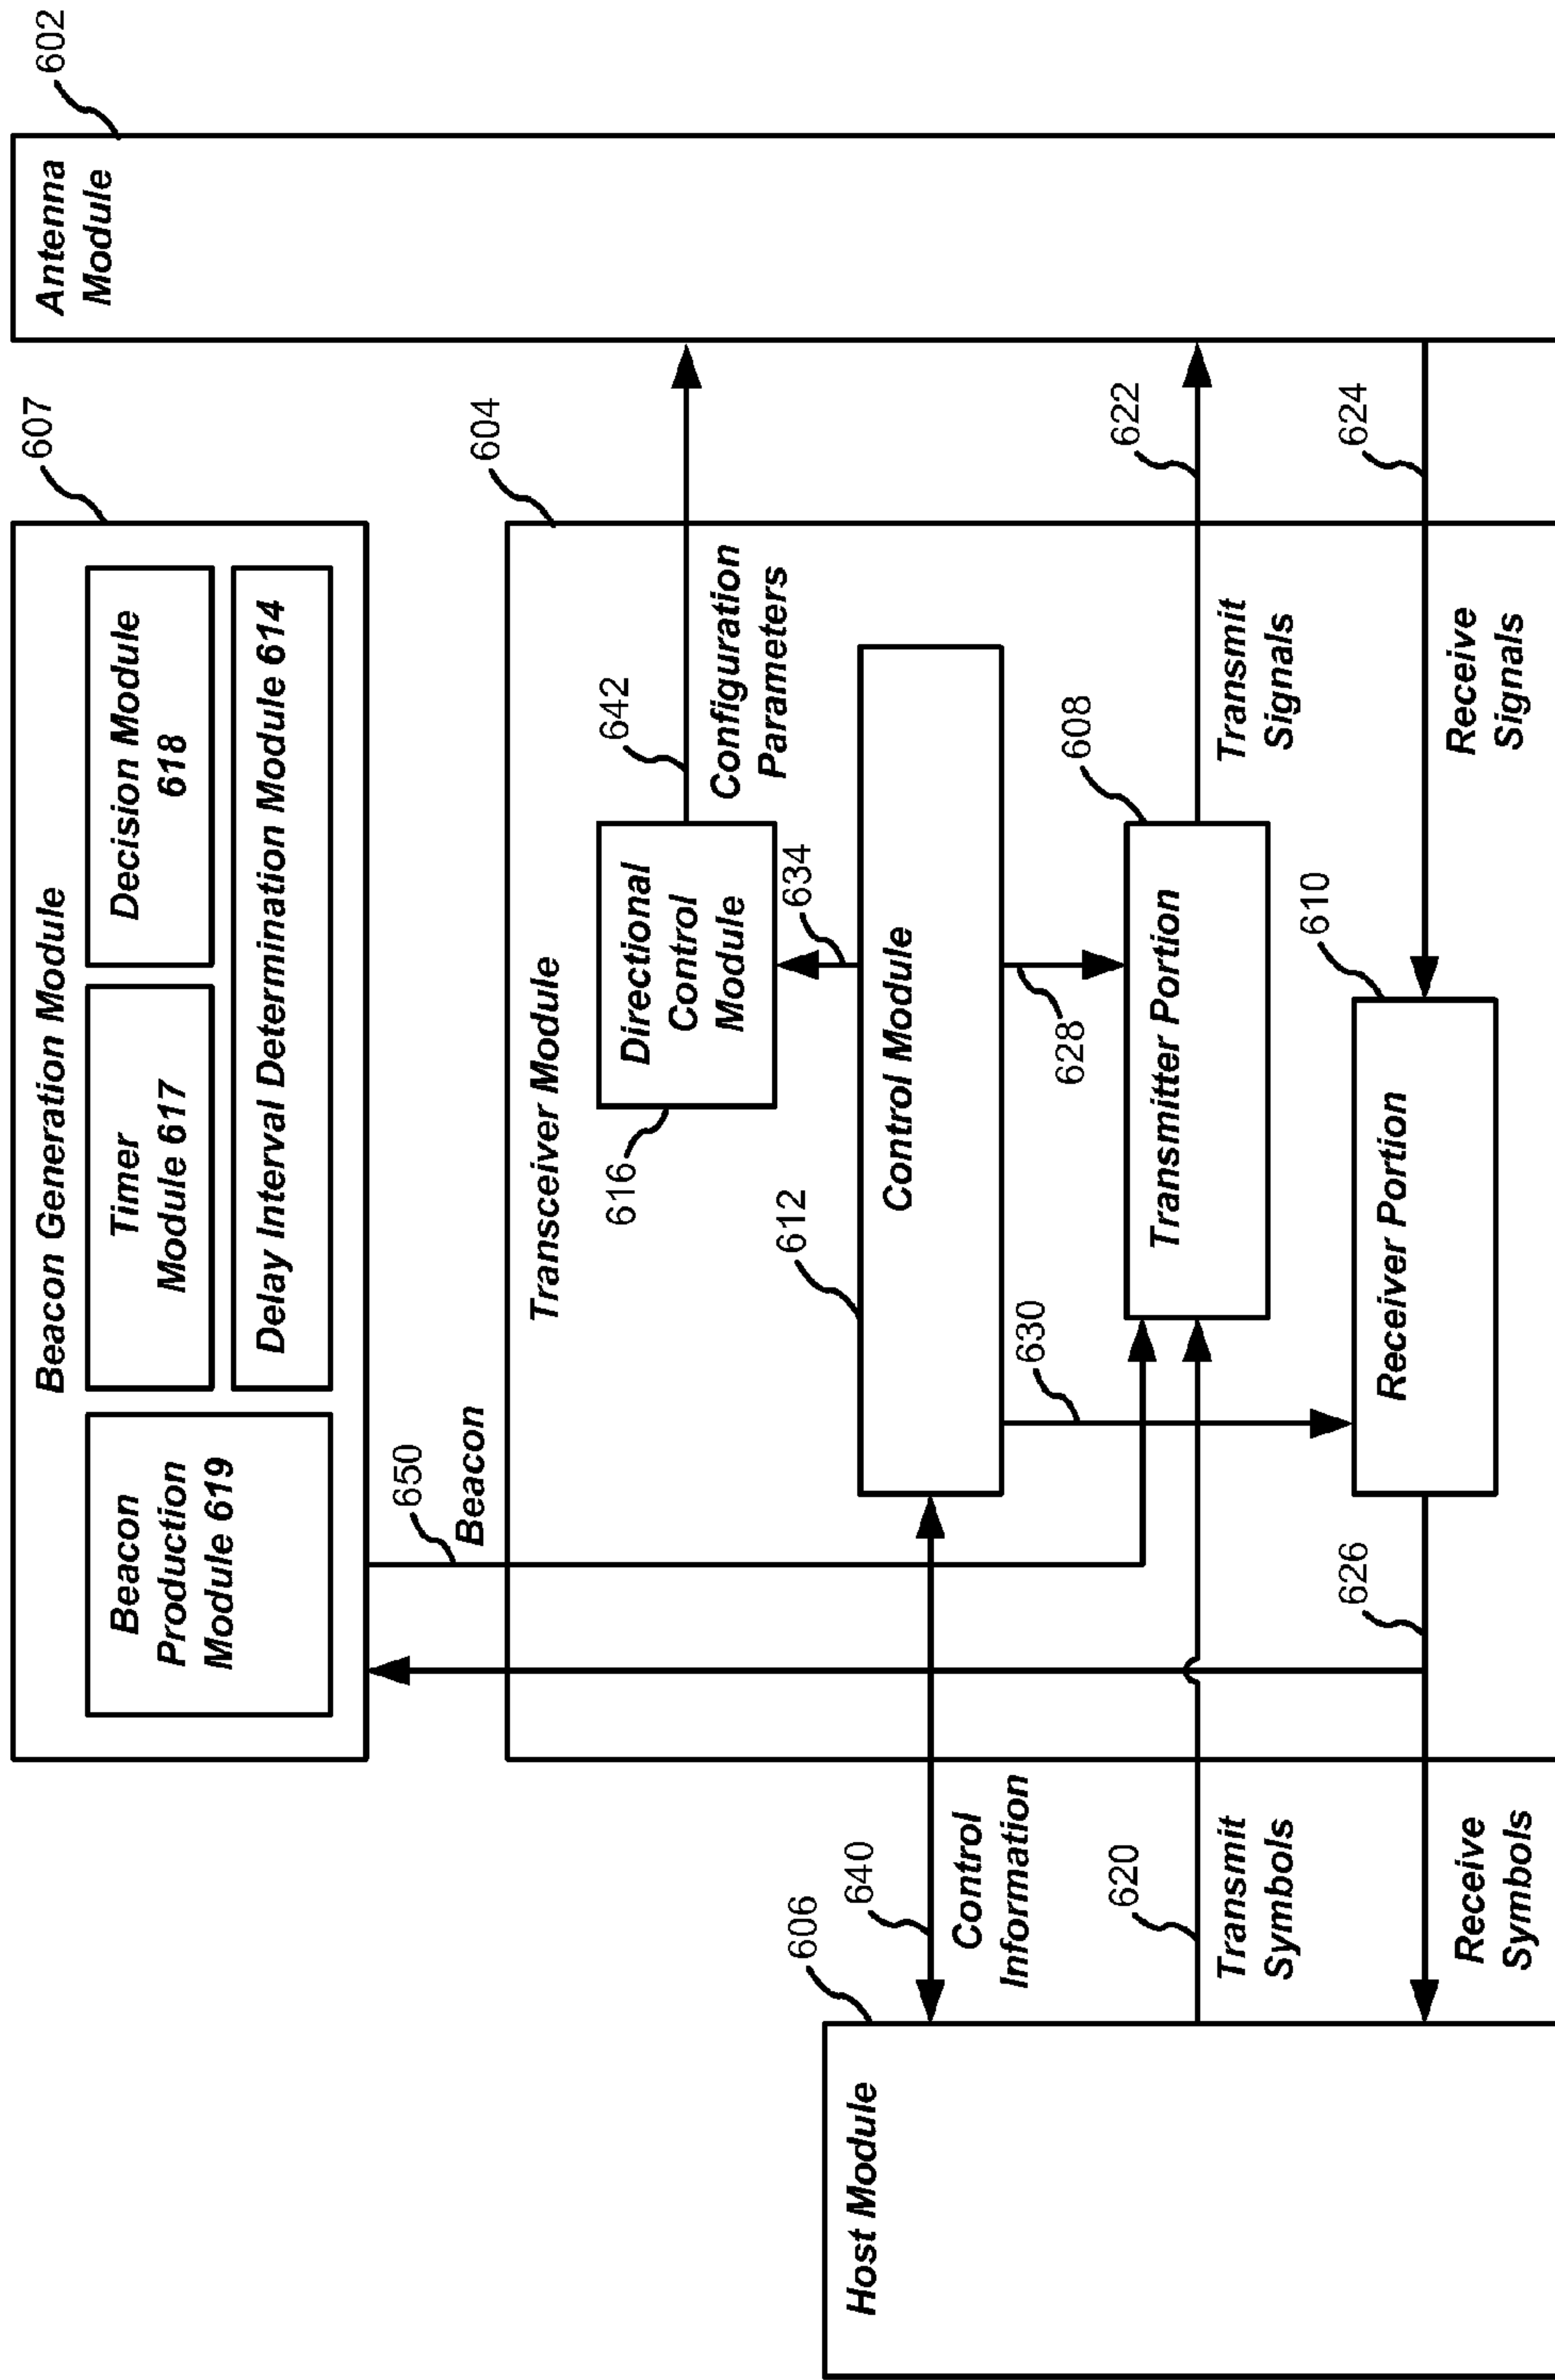 Beacon Generation Module
607
Beacon
Production
Module 619
Timer
Module 617
Decision Module
618
Delay Interval Determination Module 614
Antenna
Module
602
650
Beacon
Transceiver Module
604
616
Directional
Control
Module
642
Configuration
Parameters
634
612
Control Module
606
Host Module
640
Control
Information
630
628
608
Transmitter Portion
620
Transmit
Symbols
622
Transmit
Signals
610
Receiver Portion
626
Receive
Symbols
624
Receive
Signals